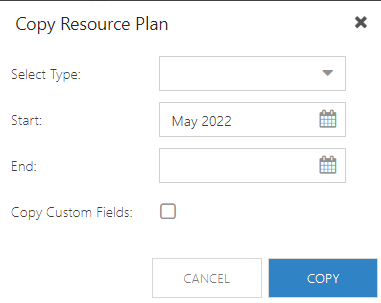 Copy Resource Plan
Select Type:
Start: May 2022
End:
Copy Custom Fields:
CANCEL COPY